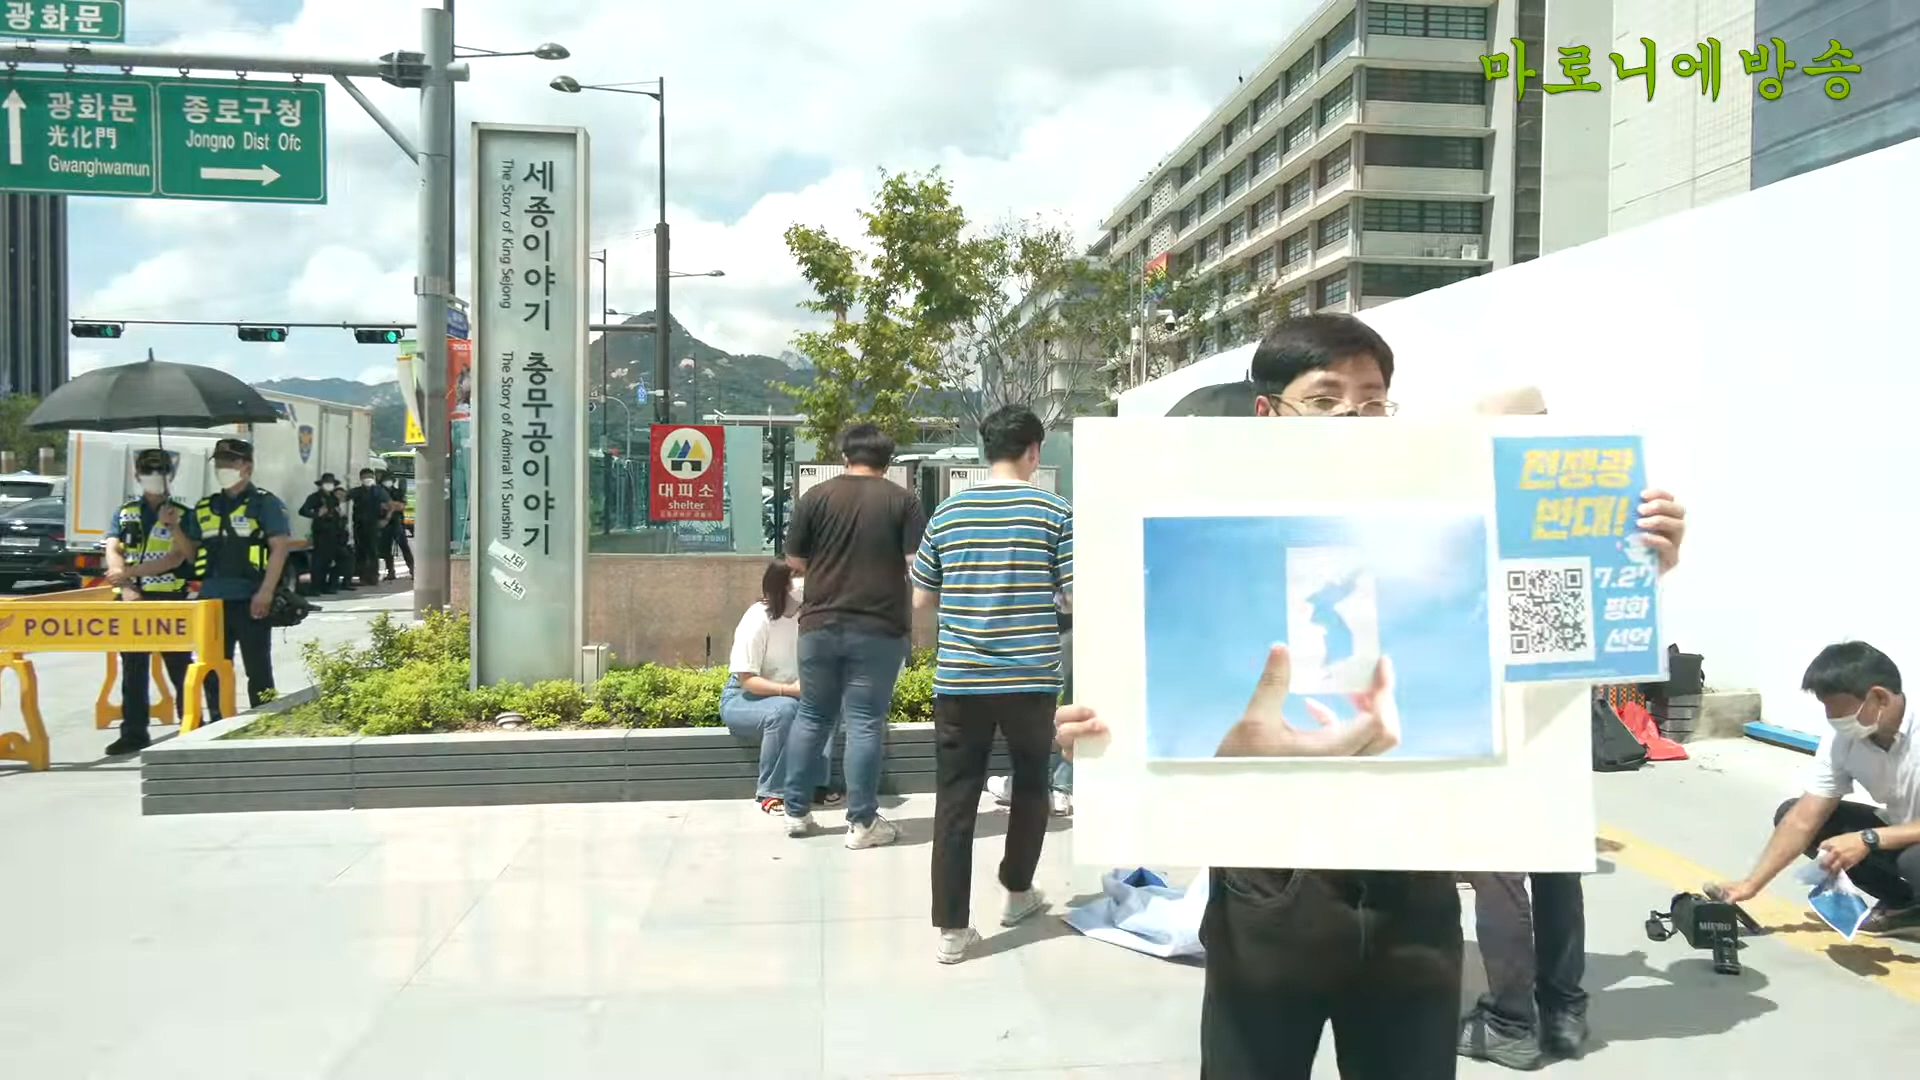 광화문
마로니에방송
광화문
光化門
Gwanghwamun
종로구청
Jongno Dist Ofc
세종이야기 충무공이야기
The Story of King Sejong The Story of Admiral Yi Sunshin
대피소
shelter
POLICE LINE
전쟁광
반대!
7.27
평화
선언